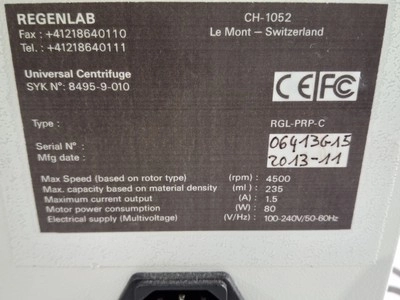 REGENLAB CH-1052
Fax : +41218640110 Le Mont – Switzerland
Tel. : +41218640111
Universal Centrifuge
SYK N°: 8495-9-010 CE FC
Type : RGL-PRP-C
Serial N° : 06413G15
Mfg date : 2013-11
Max Speed (based on rotor type) (rpm) : 4500
Max. capacity based on material density (ml) : 235
Maximum current output (A) : 1.5
Motor power consumption (W) : 80
Electrical supply (Multivoltage) (V/Hz) : 100-240V/50-60Hz